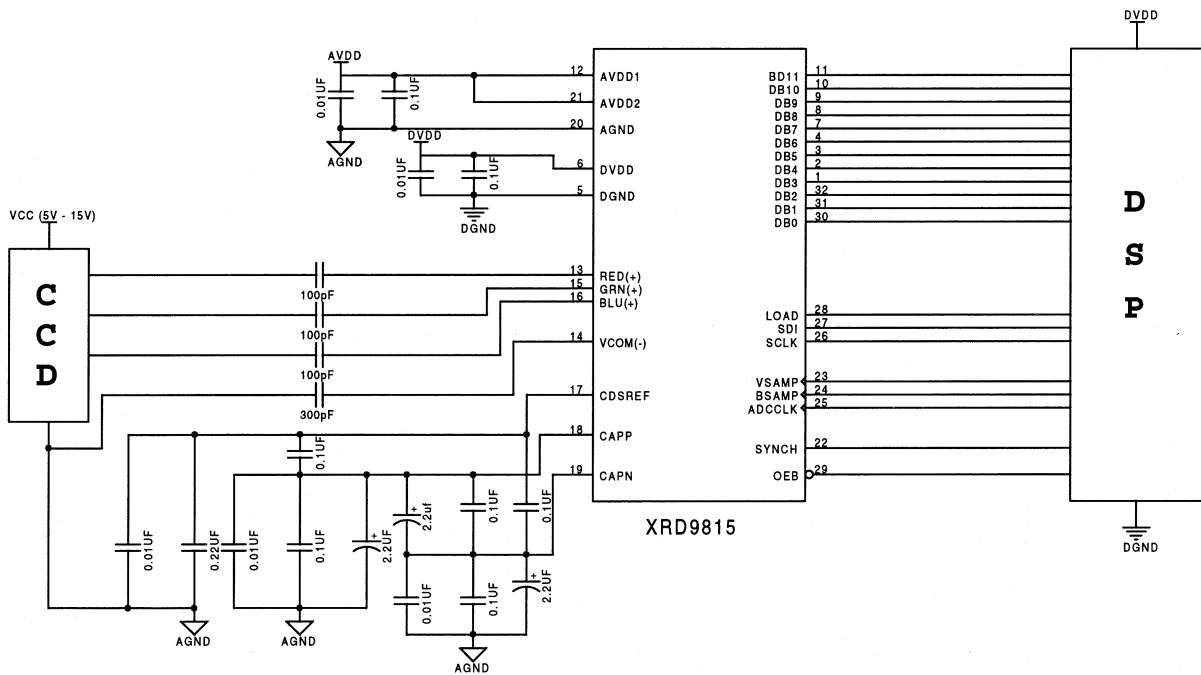 DVDD
AVDD
0.01UF
0.1UF
12 AVDD1
21 AVDD2
20 AGND
AGND
DVDD
0.01UF
0.1UF
6 DVDD
5 DGND
DGND
BD11 11
DB10 10
DB9 9
DB8 8
DB7 7
DB6 4
DB5 3
DB4 2
DB3 1
DB2 32
DB1 31
DB0 30
VCC (5V - 15V)
CCD
100pF
100pF
100pF
300pF
13 RED(+)
15 GRN(+)
16 BLU(+)
14 VCOM(-)
17 CDSREF
18 CAPP
19 CAPN
LOAD 28
SDI 27
SCLK 26
VSAMP 23
BSAMP 24
ADCCLK 25
SYNCH 22
OEB 29
DSP
XRD9815
0.1UF
0.01UF
0.22UF
0.01UF
0.1UF
+
2.2UF
+
2.2uf
0.1UF
0.1UF
0.01UF
0.1UF
+
2.2UF
AGND
AGND
AGND
DGND